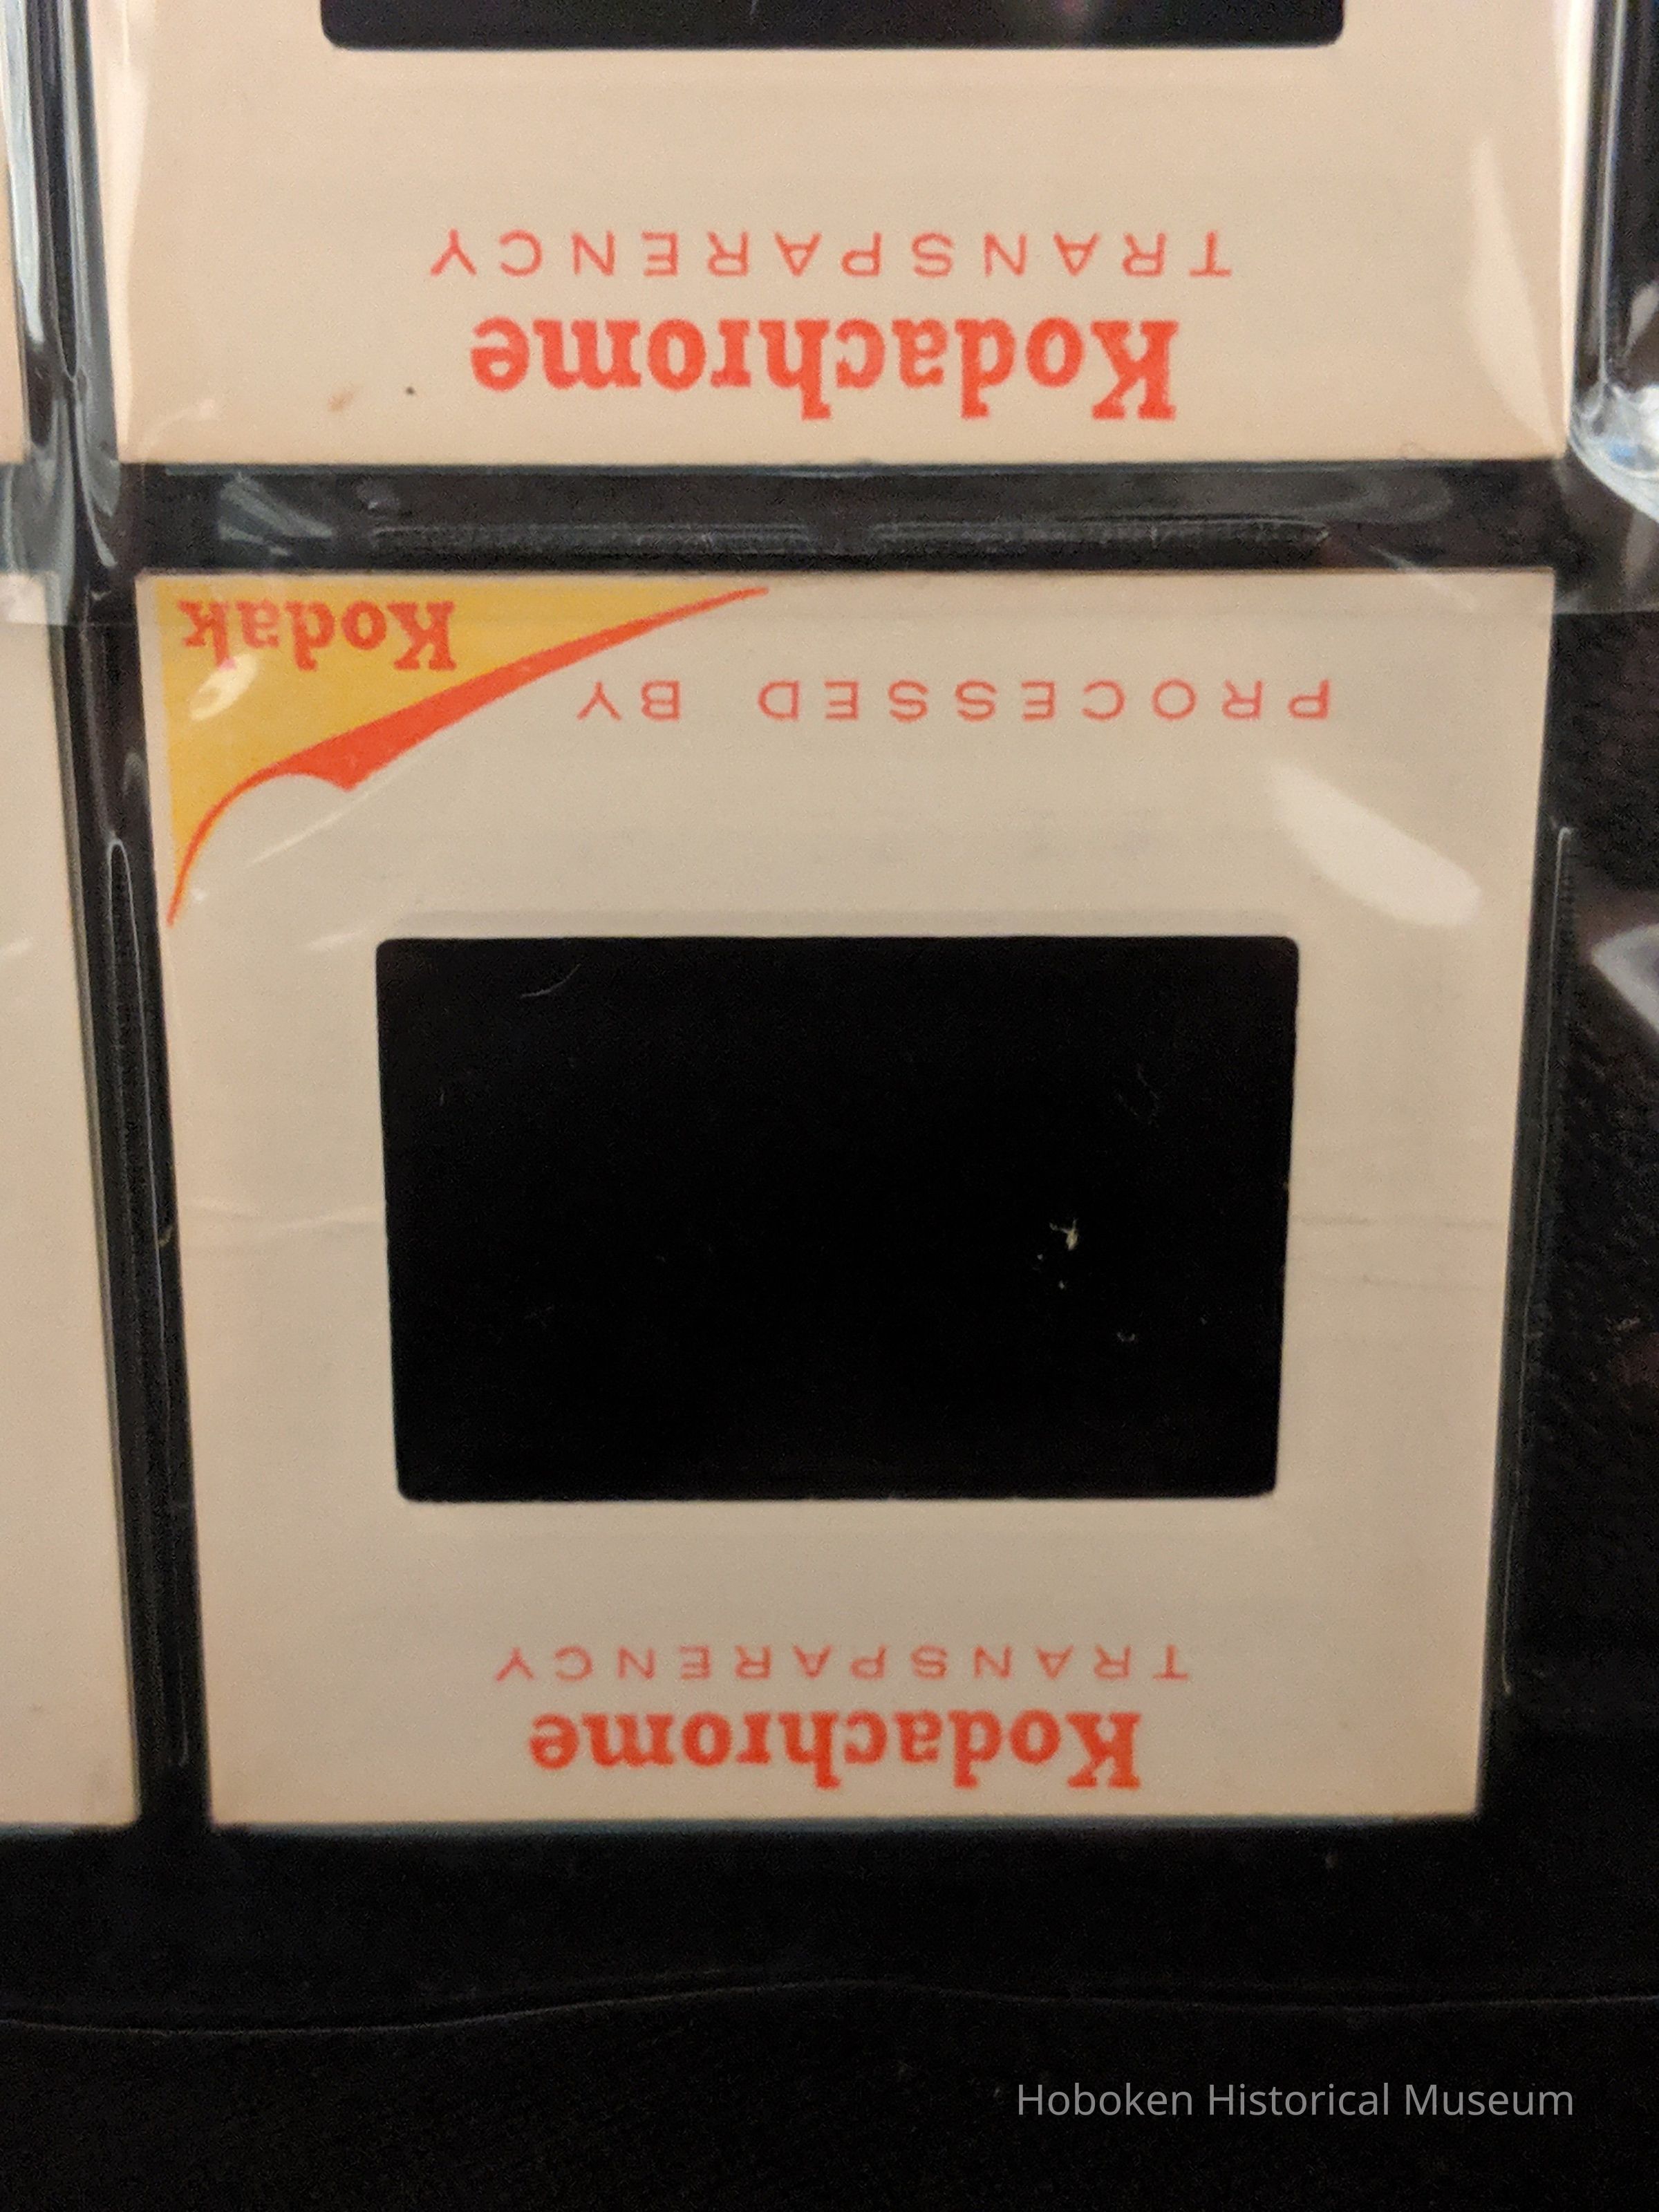 TRANSPARENCY
Kodachrome
Kodak
PROCESSED BY
TRANSPARENCY
Kodachrome
Hoboken Historical Museum